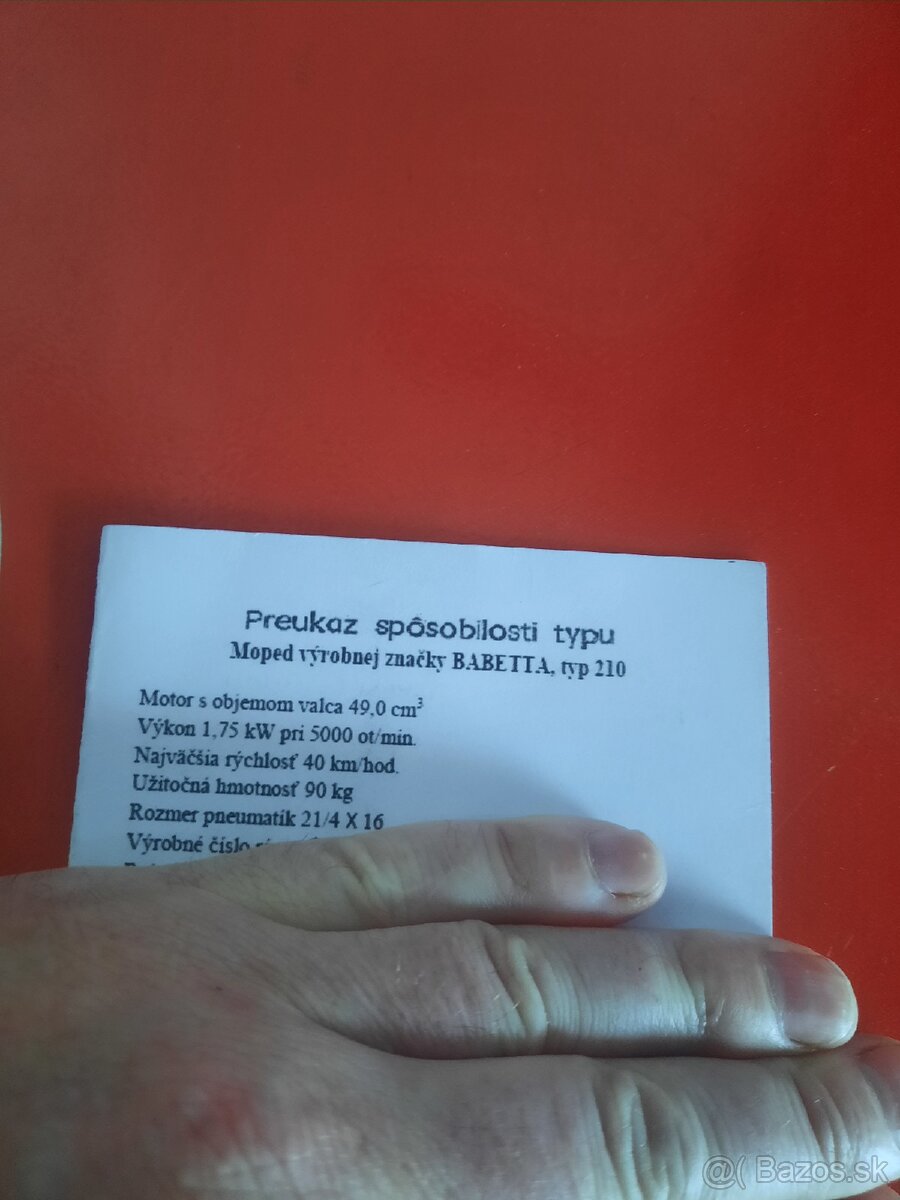 Preukaz spôsobilosti typu
Moped výrobnej značky BABETTA, typ 210
Motor s objemom valca 49,0 cm³
Výkon 1,75 kW pri 5000 ot/min.
Najväčšia rýchlosť 40 km/hod.
Užitočná hmotnosť 90 kg
Rozmer pneumatík 21/4 X 16
Výrobné číslo
@( Bazos.sk